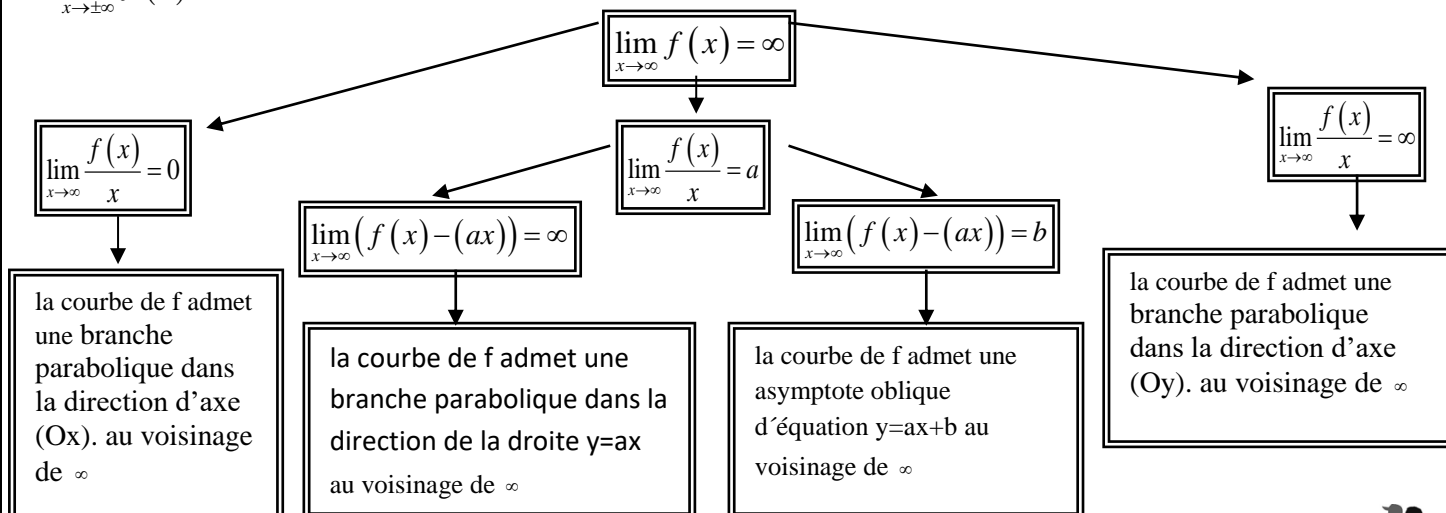 x→±∞
lim f(x) = ∞
x→∞
lim f(x)/x = 0
x→∞
lim f(x)/x = a
x→∞
lim f(x)/x = ∞
x→∞
lim (f(x)−(ax)) = ∞
x→∞
lim (f(x)−(ax)) = b
x→∞
la courbe de f admet
une branche
parabolique dans
la direction d’axe
(Ox). au voisinage
de ∞
la courbe de f admet une
branche parabolique dans la
direction de la droite y=ax
au voisinage de ∞
la courbe de f admet une
asymptote oblique
d´équation y=ax+b au
voisinage de ∞
la courbe de f admet une
branche parabolique
dans la direction d’axe
(Oy). au voisinage de ∞